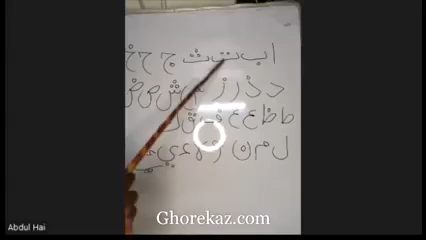 ا ب ت ث ج ح خ
د ذ ر ز س ش ص ض
ط ظ ع غ ف ق ك
ل م ن و ه ء ي
Abdul Hai
Ghorekaz.com